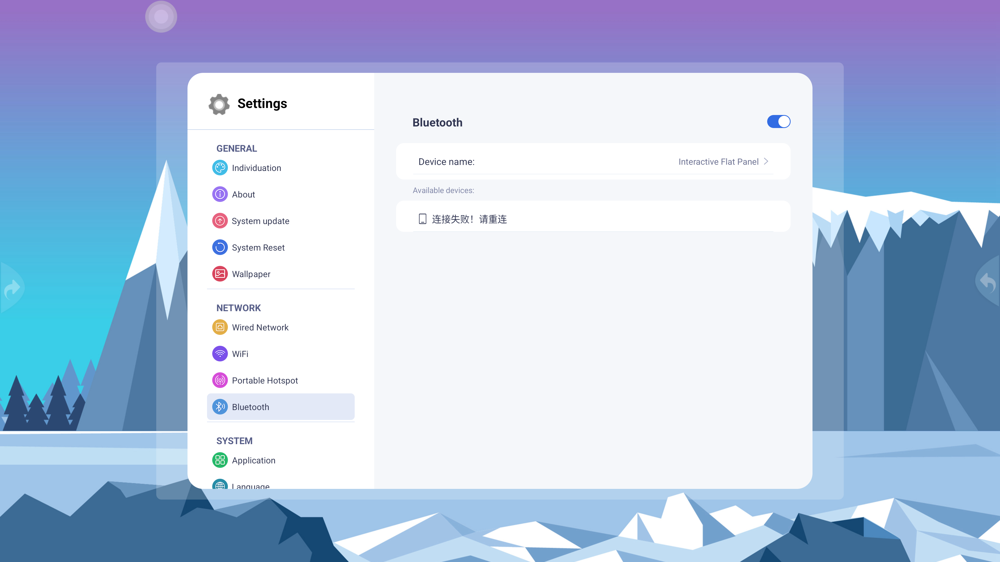 Settings
GENERAL
Individuation
About
System update
System Reset
Wallpaper
NETWORK
Wired Network
WiFi
Portable Hotspot
Bluetooth
SYSTEM
Application
Language
Bluetooth
Device name:
Interactive Flat Panel
Available devices:
连接失败！请重连